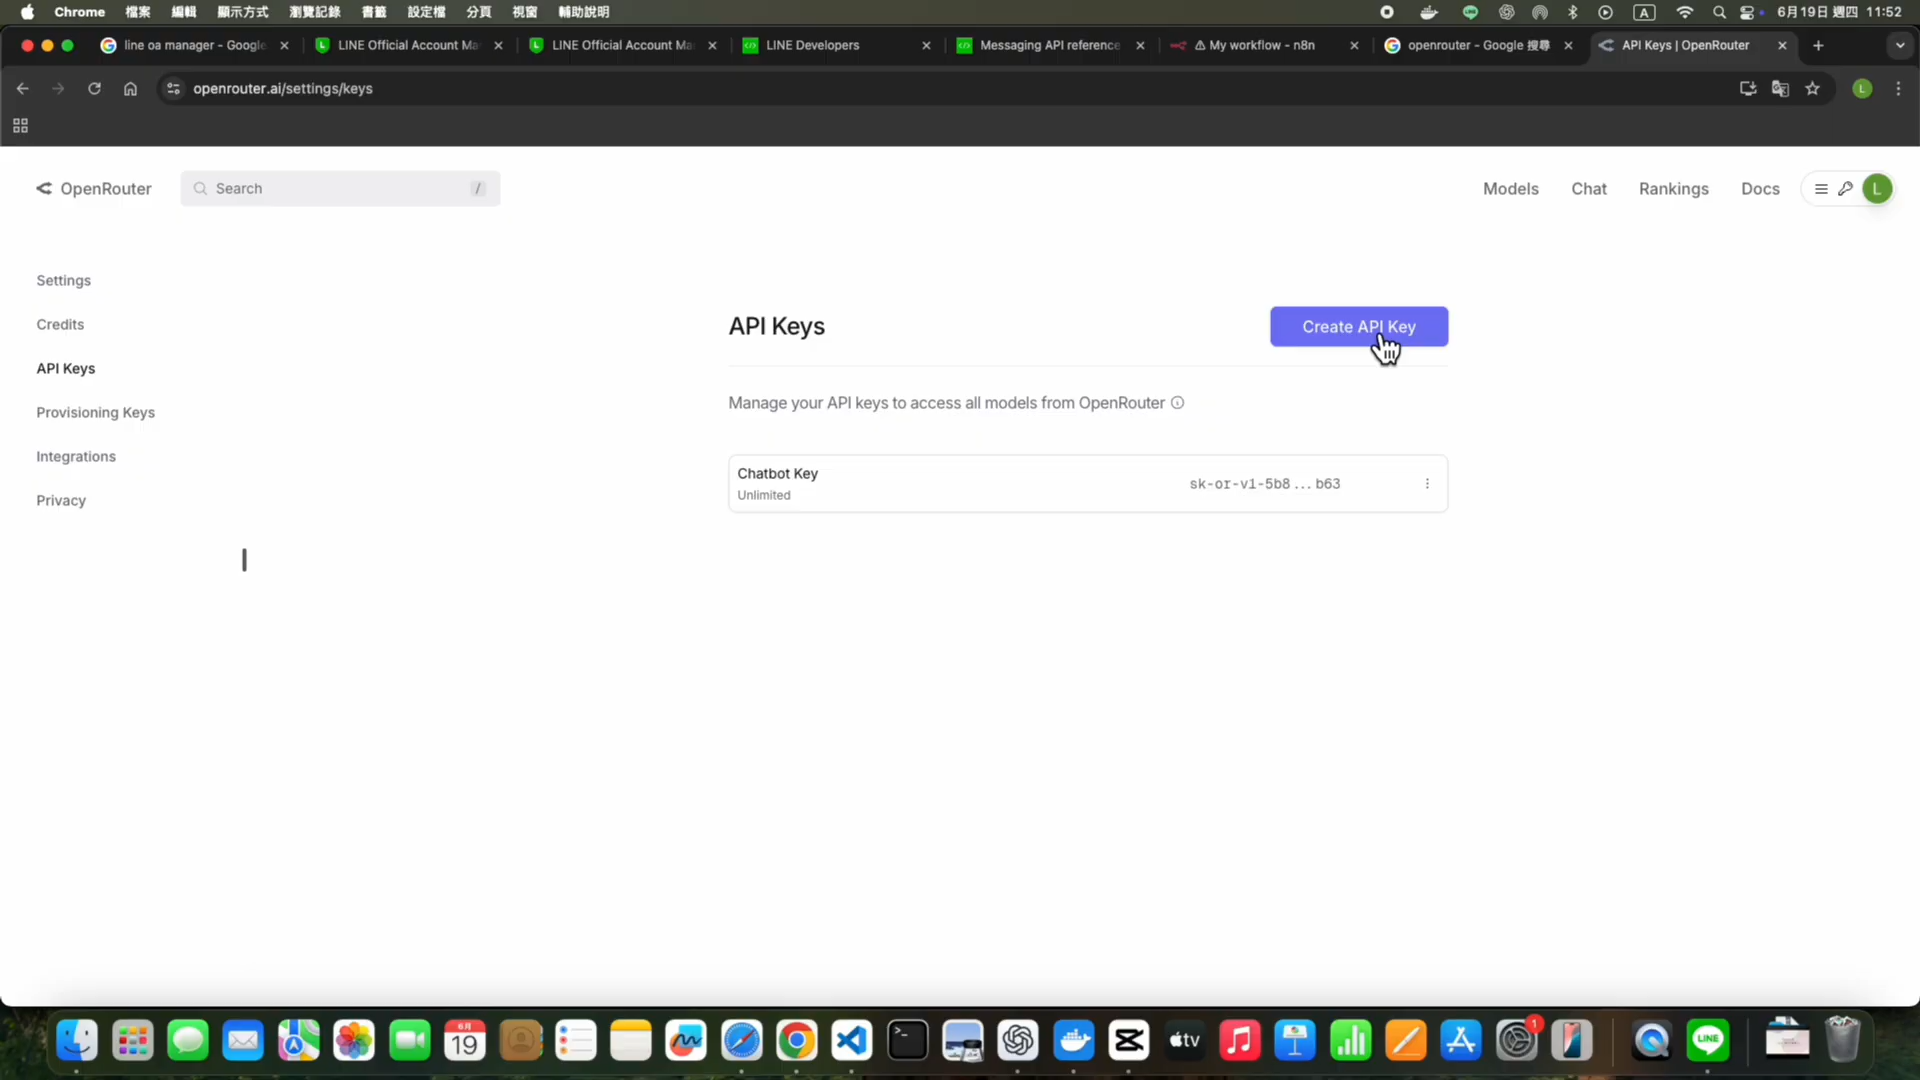 Chrome 檔案 編輯 顯示方式 瀏覽記錄 書籤 設定檔 分頁 視窗 輔助說明 A 6月19日 週四 11:52
line oa manager - Google LINE Official Account Ma LINE Official Account Ma LINE Developers Messaging API reference ⚠ My workflow - n8n openrouter - Google 搜尋 API Keys | OpenRouter
openrouter.ai/settings/keys L
OpenRouter Search / Models Chat Rankings Docs L
Settings
Credits
API Keys
Provisioning Keys
Integrations
Privacy
API Keys Create API Key
Manage your API keys to access all models from OpenRouter
Chatbot Key
Unlimited
sk-or-v1-5b8...b63
6月
19
tv
1
LINE